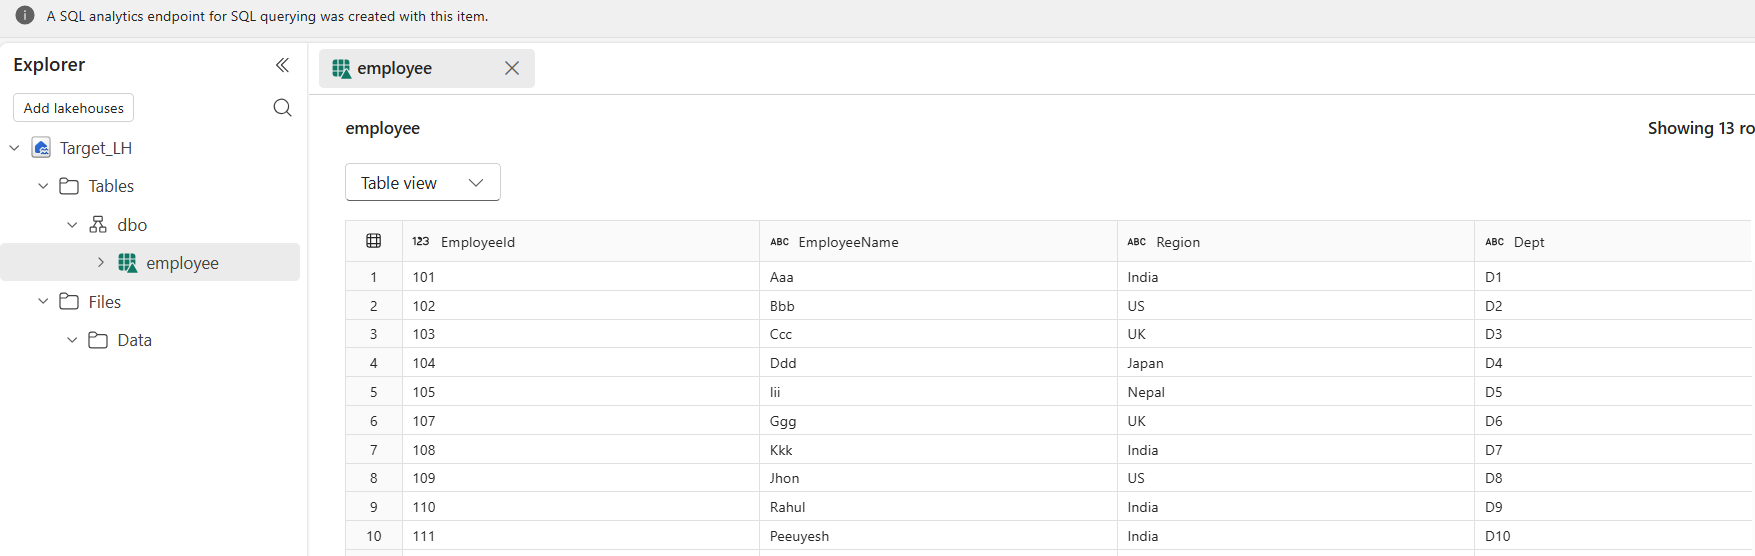 A SQL analytics endpoint for SQL querying was created with this item.
Explorer
Add lakehouses
Target_LH
Tables
dbo
employee
Files
Data
employee
employee
Showing 13 ro
Table view
123 EmployeeId ABC EmployeeName ABC Region ABC Dept
1 101 Aaa India D1
2 102 Bbb US D2
3 103 Ccc UK D3
4 104 Ddd Japan D4
5 105 Iii Nepal D5
6 107 Ggg UK D6
7 108 Kkk India D7
8 109 Jhon US D8
9 110 Rahul India D9
10 111 Peeuyesh India D10